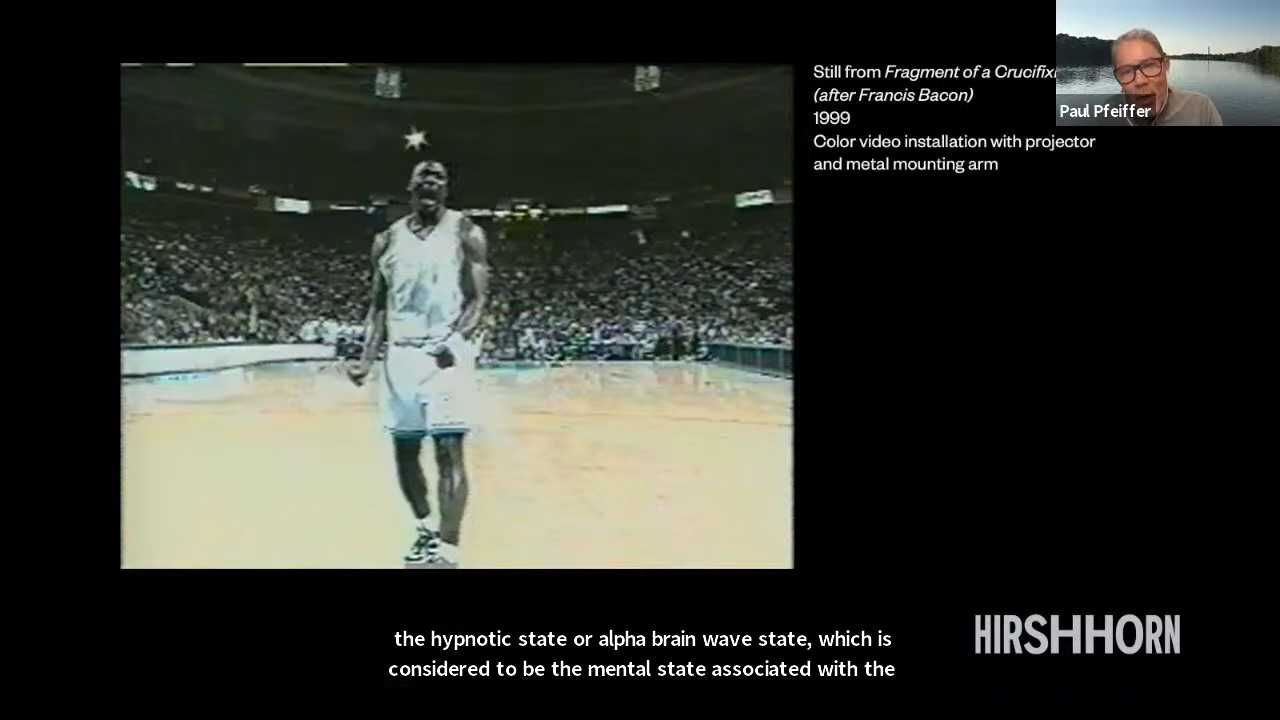 Still from Fragment of a Crucifixi
(after Francis Bacon)
1999
Color video installation with projector
and metal mounting arm
Paul Pfeiffer
the hypnotic state or alpha brain wave state, which is
considered to be the mental state associated with the
HIRSHHORN